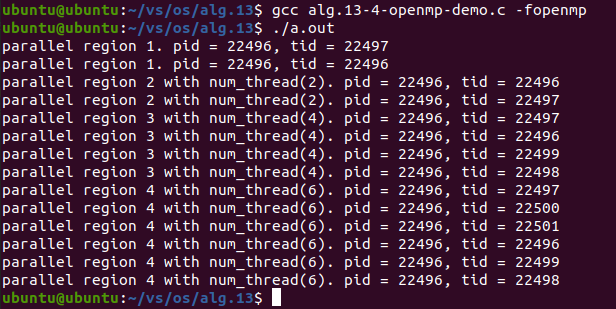 ubuntu@ubuntu:~/vs/os/alg.13$ gcc alg.13-4-openmp-demo.c -fopenmp
ubuntu@ubuntu:~/vs/os/alg.13$ ./a.out
parallel region 1. pid = 22496, tid = 22497
parallel region 1. pid = 22496, tid = 22496
parallel region 2 with num_thread(2). pid = 22496, tid = 22496
parallel region 2 with num_thread(2). pid = 22496, tid = 22497
parallel region 3 with num_thread(4). pid = 22496, tid = 22497
parallel region 3 with num_thread(4). pid = 22496, tid = 22496
parallel region 3 with num_thread(4). pid = 22496, tid = 22499
parallel region 3 with num_thread(4). pid = 22496, tid = 22498
parallel region 4 with num_thread(6). pid = 22496, tid = 22497
parallel region 4 with num_thread(6). pid = 22496, tid = 22500
parallel region 4 with num_thread(6). pid = 22496, tid = 22501
parallel region 4 with num_thread(6). pid = 22496, tid = 22496
parallel region 4 with num_thread(6). pid = 22496, tid = 22499
parallel region 4 with num_thread(6). pid = 22496, tid = 22498
ubuntu@ubuntu:~/vs/os/alg.13$